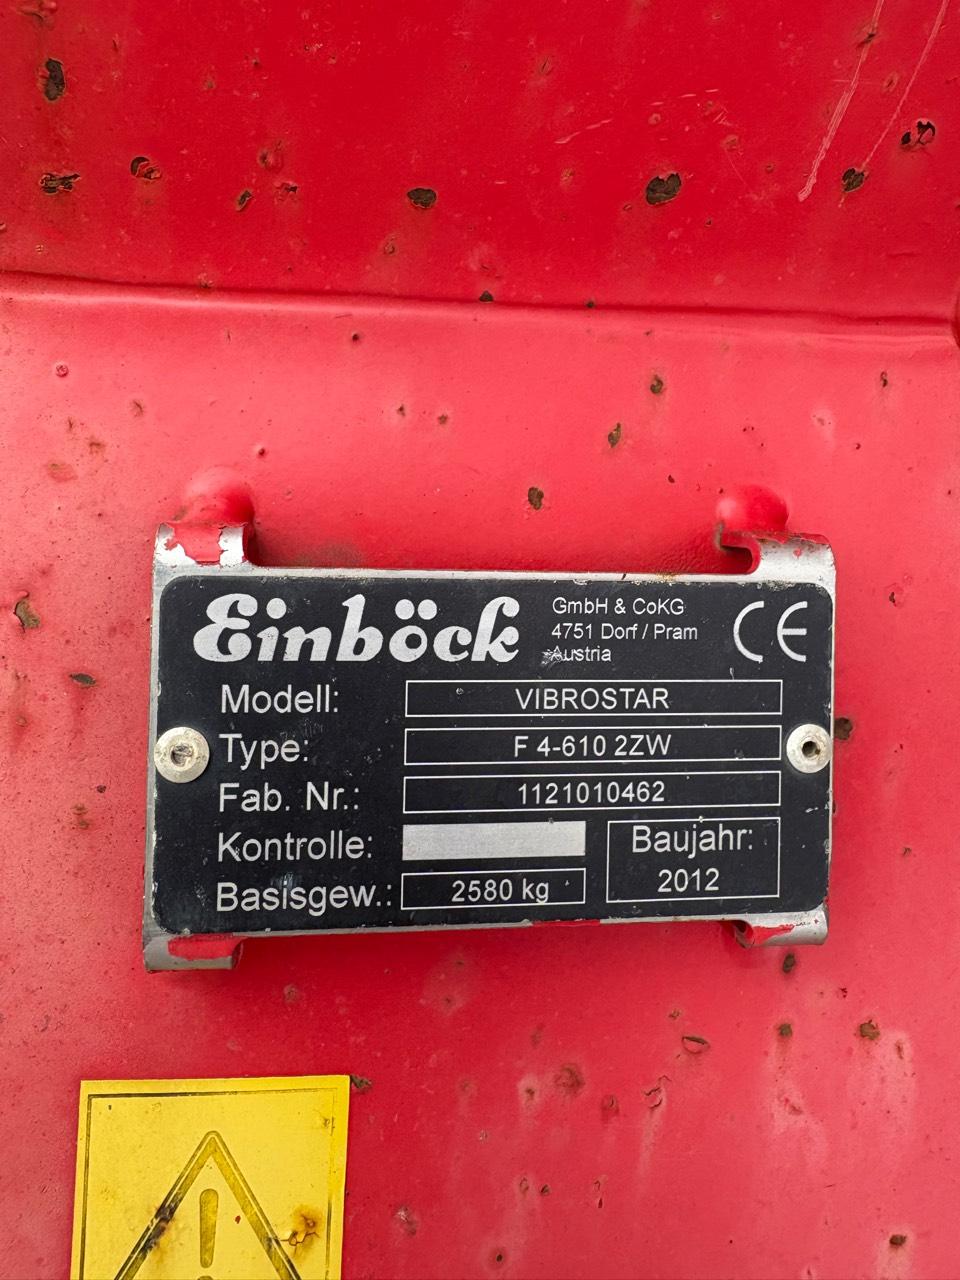 Einböck GmbH & CoKG
4751 Dorf / Pram
Austria
CE
Modell: VIBROSTAR
Type: F 4-610 2ZW
Fab. Nr.: 1121010462
Kontrolle:
Baujahr:
Basisgew.: 2580 kg
2012